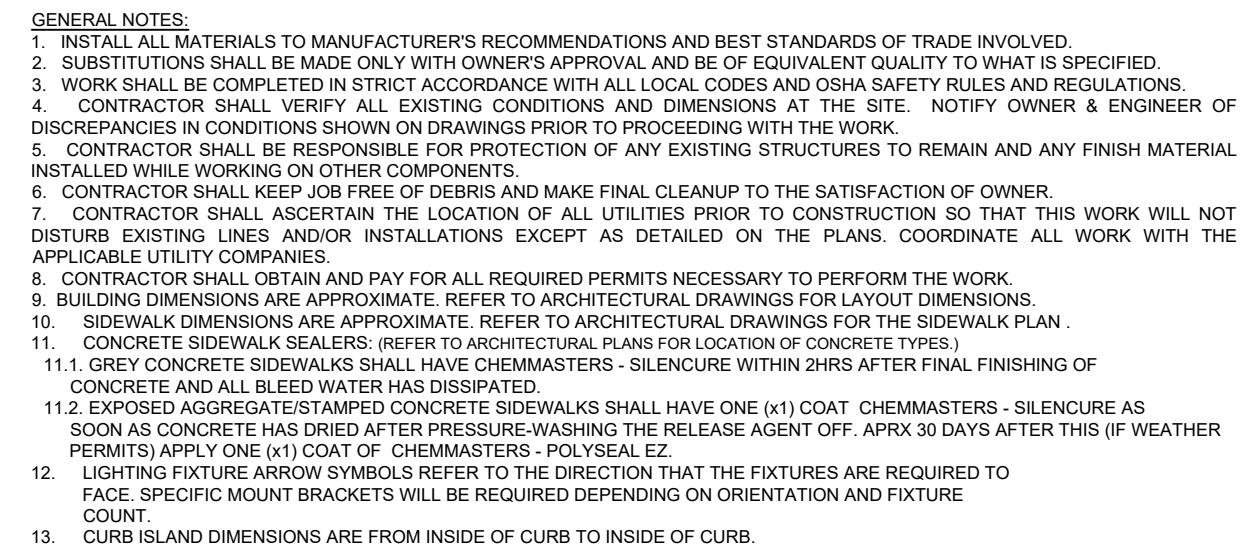 GENERAL NOTES:
1. INSTALL ALL MATERIALS TO MANUFACTURER'S RECOMMENDATIONS AND BEST STANDARDS OF TRADE INVOLVED.
2. SUBSTITUTIONS SHALL BE MADE ONLY WITH OWNER'S APPROVAL AND BE OF EQUIVALENT QUALITY TO WHAT IS SPECIFIED.
3. WORK SHALL BE COMPLETED IN STRICT ACCORDANCE WITH ALL LOCAL CODES AND OSHA SAFETY RULES AND REGULATIONS.
4. CONTRACTOR SHALL VERIFY ALL EXISTING CONDITIONS AND DIMENSIONS AT THE SITE. NOTIFY OWNER & ENGINEER OF
DISCREPANCIES IN CONDITIONS SHOWN ON DRAWINGS PRIOR TO PROCEEDING WITH THE WORK.
5. CONTRACTOR SHALL BE RESPONSIBLE FOR PROTECTION OF ANY EXISTING STRUCTURES TO REMAIN AND ANY FINISH MATERIAL
INSTALLED WHILE WORKING ON OTHER COMPONENTS.
6. CONTRACTOR SHALL KEEP JOB FREE OF DEBRIS AND MAKE FINAL CLEANUP TO THE SATISFACTION OF OWNER.
7. CONTRACTOR SHALL ASCERTAIN THE LOCATION OF ALL UTILITIES PRIOR TO CONSTRUCTION SO THAT THIS WORK WILL NOT
DISTURB EXISTING LINES AND/OR INSTALLATIONS EXCEPT AS DETAILED ON THE PLANS. COORDINATE ALL WORK WITH THE
APPLICABLE UTILITY COMPANIES.
8. CONTRACTOR SHALL OBTAIN AND PAY FOR ALL REQUIRED PERMITS NECESSARY TO PERFORM THE WORK.
9. BUILDING DIMENSIONS ARE APPROXIMATE. REFER TO ARCHITECTURAL DRAWINGS FOR LAYOUT DIMENSIONS.
10. SIDEWALK DIMENSIONS ARE APPROXIMATE. REFER TO ARCHITECTURAL DRAWINGS FOR THE SIDEWALK PLAN .
11. CONCRETE SIDEWALK SEALERS: (REFER TO ARCHITECTURAL PLANS FOR LOCATION OF CONCRETE TYPES.)
11.1. GREY CONCRETE SIDEWALKS SHALL HAVE CHEMMASTERS - SILENCURE WITHIN 2HRS AFTER FINAL FINISHING OF
CONCRETE AND ALL BLEED WATER HAS DISSIPATED.
11.2. EXPOSED AGGREGATE/STAMPED CONCRETE SIDEWALKS SHALL HAVE ONE (x1) COAT CHEMMASTERS - SILENCURE AS
SOON AS CONCRETE HAS DRIED AFTER PRESSURE-WASHING THE RELEASE AGENT OFF. APRX 30 DAYS AFTER THIS (IF WEATHER
PERMITS) APPLY ONE (x1) COAT OF CHEMMASTERS - POLYSEAL EZ.
12. LIGHTING FIXTURE ARROW SYMBOLS REFER TO THE DIRECTION THAT THE FIXTURES ARE REQUIRED TO
FACE. SPECIFIC MOUNT BRACKETS WILL BE REQUIRED DEPENDING ON ORIENTATION AND FIXTURE
COUNT.
13. CURB ISLAND DIMENSIONS ARE FROM INSIDE OF CURB TO INSIDE OF CURB.